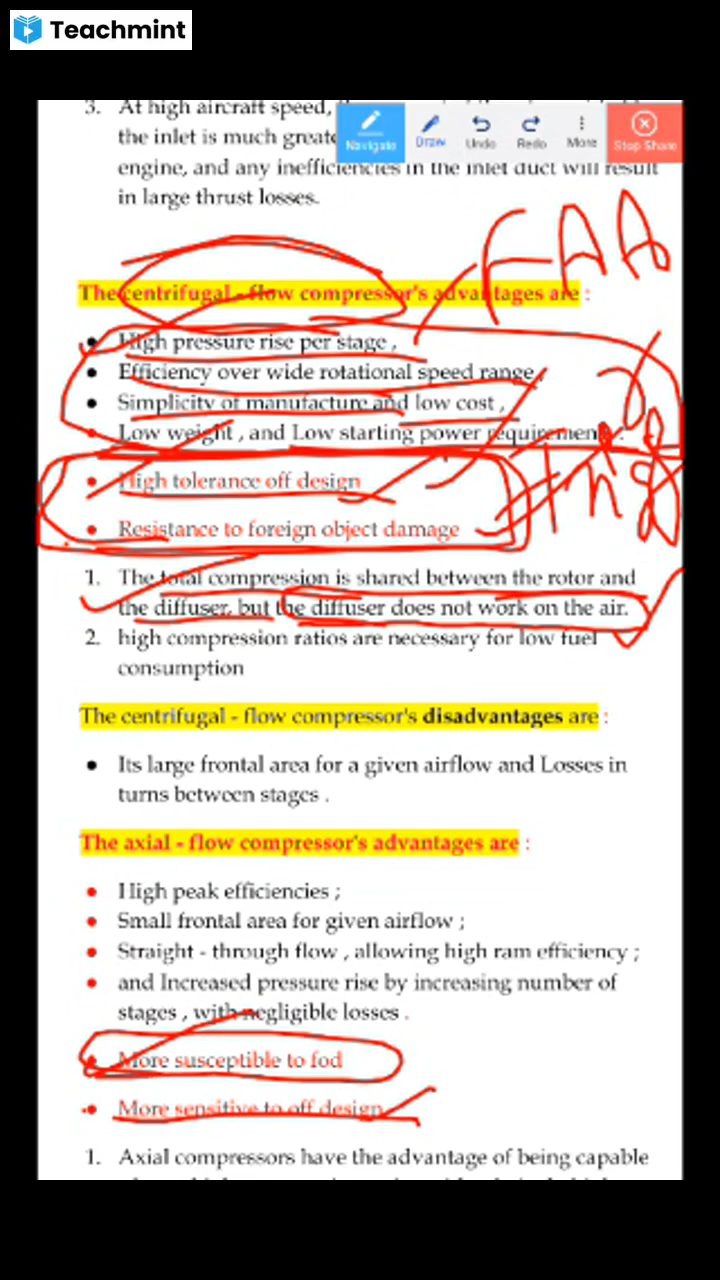 Teachmint
3. At high aircraft speed,
the inlet is much
Navigate Draw Undo Redo More Stop Share
engine, and any inefficiencies in the inlet duct will result
in large thrust losses.
FAA
The centrifugal - flow compressor's advantages are :
• High pressure rise per stage ,
• Efficiency over wide rotational speed range ,
• Simplicity of manufacture and low cost ,
• Low weight , and Low starting power requirement .
• High tolerance off design
• Resistance to foreign object damage
1. The total compression is shared between the rotor and
the diffuser, but the diffuser does not work on the air.
2. high compression ratios are necessary for low fuel
consumption
The centrifugal - flow compressor's disadvantages are :
• Its large frontal area for a given airflow and Losses in
turns between stages .
The axial - flow compressor's advantages are :
• High peak efficiencies ;
• Small frontal area for given airflow ;
• Straight - through flow , allowing high ram efficiency ;
• and Increased pressure rise by increasing number of
stages , with negligible losses .
• More susceptible to fod
• More sensitive to off design
1. Axial compressors have the advantage of being capable